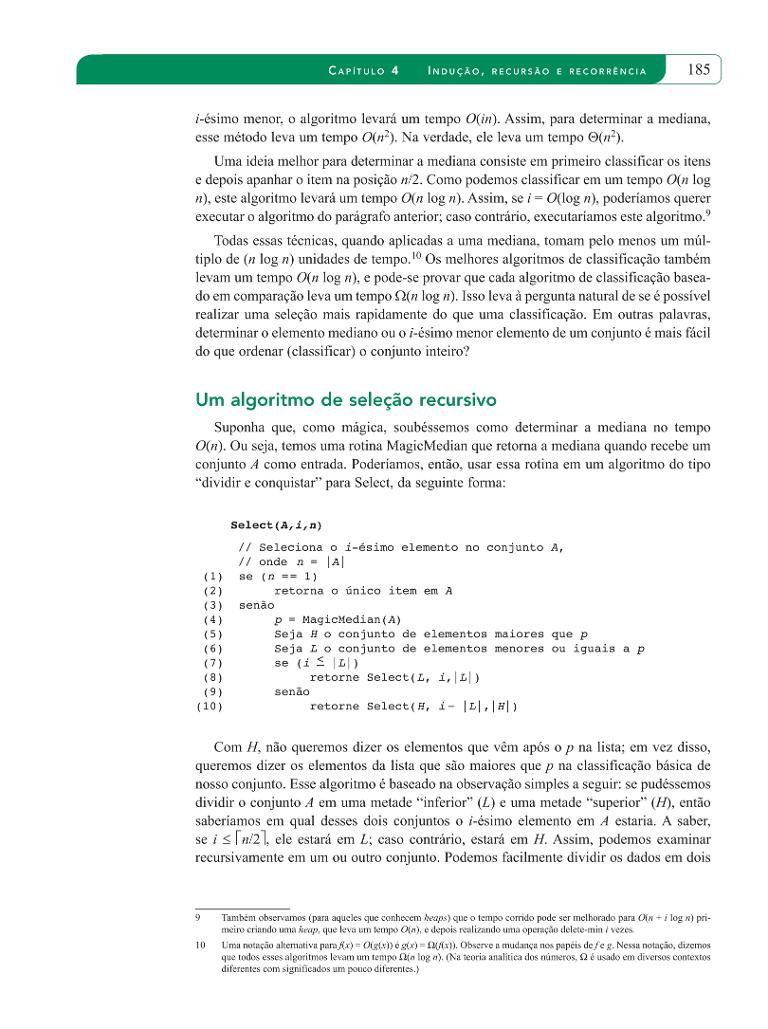 CAPÍTULO 4 INDUÇÃO, RECURSÃO E RECORRÊNCIA 185
i-ésimo menor, o algoritmo levará um tempo O(in). Assim, para determinar a mediana,
esse método leva um tempo O(n²). Na verdade, ele leva um tempo Θ(n²).
Uma ideia melhor para determinar a mediana consiste em primeiro classificar os itens
e depois apanhar o item na posição n/2. Como podemos classificar em um tempo O(n log
n), este algoritmo levará um tempo O(n log n). Assim, se i = O(log n), poderíamos querer
executar o algoritmo do parágrafo anterior; caso contrário, executaríamos este algoritmo.⁹
Todas essas técnicas, quando aplicadas a uma mediana, tomam pelo menos um múl-
tiplo de (n log n) unidades de tempo.¹⁰ Os melhores algoritmos de classificação também
levam um tempo O(n log n), e pode-se provar que cada algoritmo de classificação basea-
do em comparação leva um tempo Ω(n log n). Isso leva à pergunta natural de se é possível
realizar uma seleção mais rapidamente do que uma classificação. Em outras palavras,
determinar o elemento mediano ou o i-ésimo menor elemento de um conjunto é mais fácil
do que ordenar (classificar) o conjunto inteiro?
Um algoritmo de seleção recursivo
Suponha que, como mágica, soubéssemos como determinar a mediana no tempo
O(n). Ou seja, temos uma rotina MagicMedian que retorna a mediana quando recebe um
conjunto A como entrada. Poderíamos, então, usar essa rotina em um algoritmo do tipo
“dividir e conquistar” para Select, da seguinte forma:
Select(A,i,n)
// Seleciona o i-ésimo elemento no conjunto A,
// onde n = |A|
(1) se (n == 1)
(2) retorna o único item em A
(3) senão
(4) p = MagicMedian(A)
(5) Seja H o conjunto de elementos maiores que p
(6) Seja L o conjunto de elementos menores ou iguais a p
(7) se (i ≤ |L|)
(8) retorne Select(L, i,|L|)
(9) senão
(10) retorne Select(H, i– |L|,|H|)
Com H, não queremos dizer os elementos que vêm após o p na lista; em vez disso,
queremos dizer os elementos da lista que são maiores que p na classificação básica de
nosso conjunto. Esse algoritmo é baseado na observação simples a seguir: se pudéssemos
dividir o conjunto A em uma metade “inferior” (L) e uma metade “superior” (H), então
saberíamos em qual desses dois conjuntos o i-ésimo elemento em A estaria. A saber,
se i ≤ ⌈n/2⌉, ele estará em L; caso contrário, estará em H. Assim, podemos examinar
recursivamente em um ou outro conjunto. Podemos facilmente dividir os dados em dois
9 Também observamos (para aqueles que conhecem heaps) que o tempo corrido pode ser melhorado para O(n + i log n) pri-
meiro criando uma heap, que leva um tempo O(n), e depois realizando uma operação delete-min i vezes.
10 Uma notação alternativa para f(x) = O(g(x)) é g(x) = Ω(f(x)). Observe a mudança nos papéis de f e g. Nessa notação, dizemos
que todos esses algoritmos levam um tempo Ω(n log n). (Na teoria analítica dos números, Ω é usado em diversos contextos
diferentes com significados um pouco diferentes.)